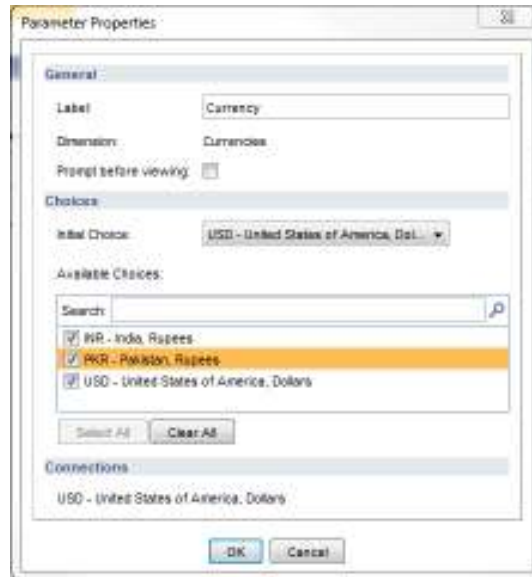 Parameter Properties
General
Label
Currency
Dimension:
Currencies
Prompt before viewing:
Choices
Initial Choice:
USD - United States of America, Dol...
Available Choices:
Search:
INR - India, Rupees
PKR - Pakistan, Rupees
USD - United States of America, Dollars
Select All
Clear All
Connections
USD - United States of America, Dollars
OK
Cancel